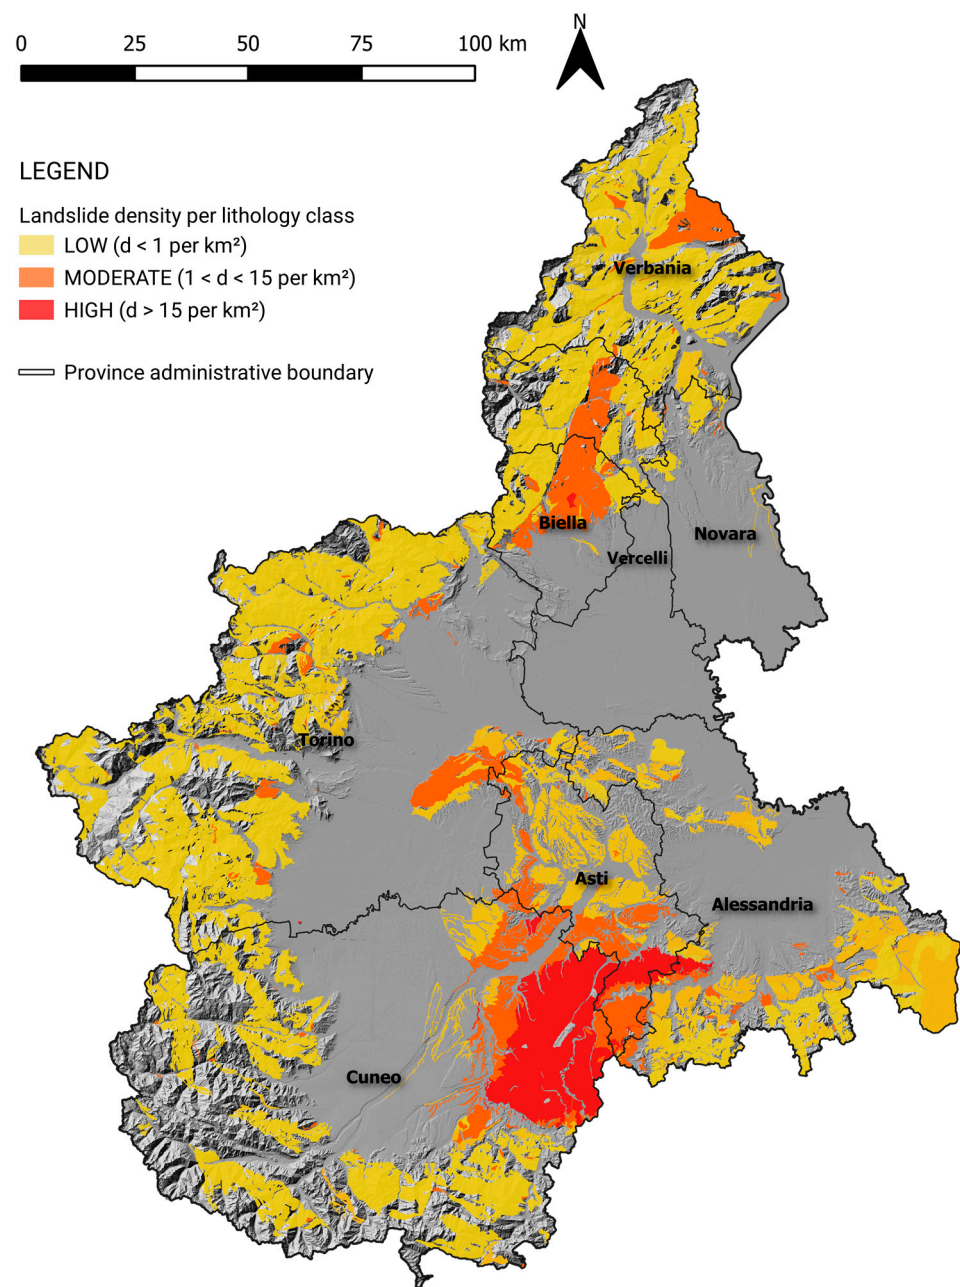 0 25 50 75 100 km
N
LEGEND
Landslide density per lithology class
LOW (d < 1 per km²)
MODERATE (1 < d < 15 per km²)
HIGH (d > 15 per km²)
Province administrative boundary
Verbania
Biella
Novara
Vercelli
Torino
Asti
Alessandria
Cuneo